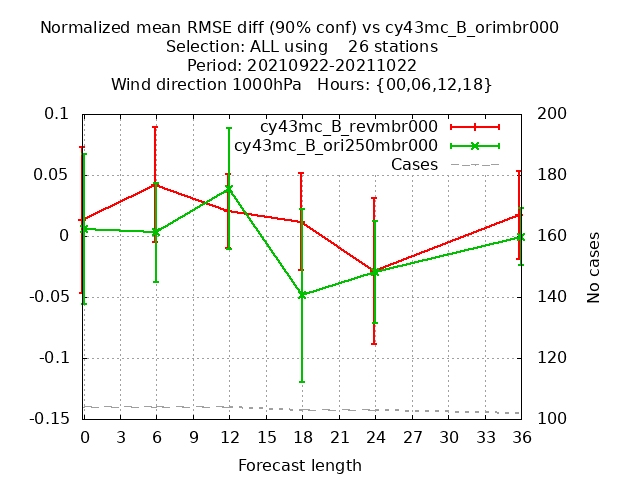 Normalized mean RMSE diff (90% conf) vs cy43mc_B_orimbr000
Selection: ALL using    26 stations
Period: 20210922-20211022
Wind direction 1000hPa   Hours: {00,06,12,18}
0.1
0.05
0
-0.05
-0.1
-0.15
200
180
160
140
120
100
cy43mc_B_revmbr000
cy43mc_B_ori250mbr000
Cases
No cases
0 3 6 9 12 15 18 21 24 27 30 33 36
Forecast length